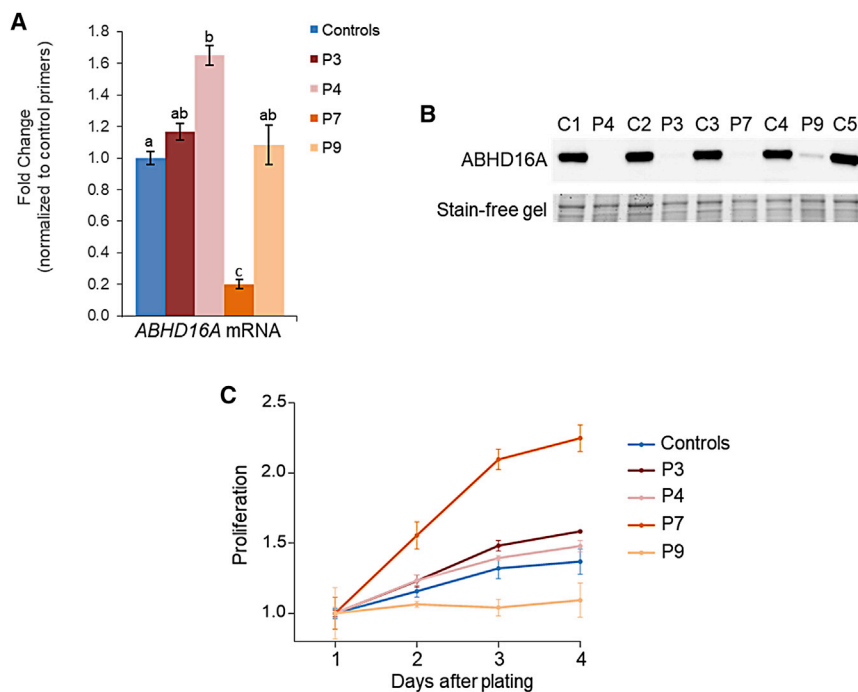 A
Fold Change
(normalized to control primers)
1.8
1.6
1.4
1.2
1.0
0.8
0.6
0.4
0.2
0.0
a
ab
b
c
ab
ABHD16A mRNA
Controls
P3
P4
P7
P9
B
C1 P4 C2 P3 C3 P7 C4 P9 C5
ABHD16A
Stain-free gel
C
Proliferation
2.5
2.0
1.5
1.0
1 2 3 4
Days after plating
Controls
P3
P4
P7
P9